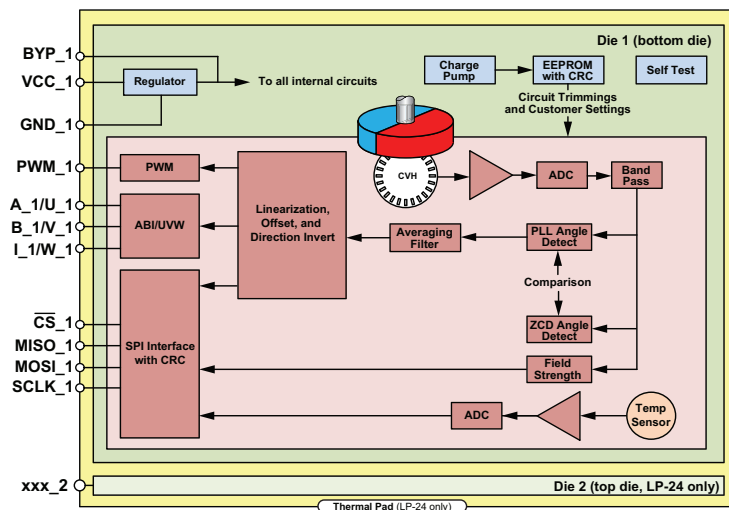 Die 1 (bottom die)
BYP_1
VCC_1
GND_1
Regulator
To all internal circuits
Charge
Pump
EEPROM
with CRC
Self Test
Circuit Trimmings
and Customer Settings
PWM_1
PWM
CVH
ADC
Band
Pass
A_1/U_1
B_1/V_1
I_1/W_1
ABI/UVW
Linearization,
Offset, and
Direction Invert
Averaging
Filter
PLL Angle
Detect
Comparison
ZCD Angle
Detect
CS_1
MISO_1
MOSI_1
SCLK_1
SPI Interface
with CRC
Field
Strength
ADC
Temp
Sensor
xxx_2
Die 2 (top die, LP-24 only)
Thermal Pad (LP-24 only)